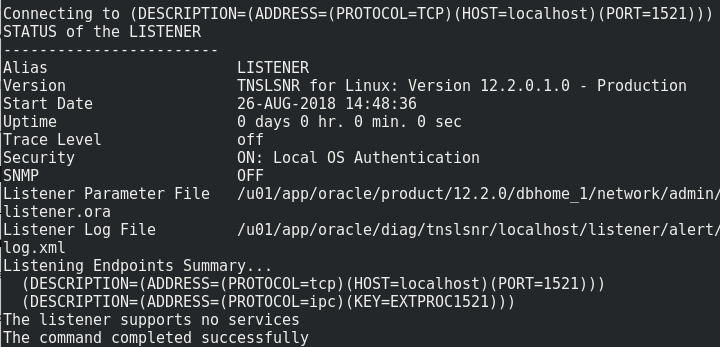 Connecting to (DESCRIPTION=(ADDRESS=(PROTOCOL=TCP)(HOST=localhost)(PORT=1521)))
STATUS of the LISTENER
------------------------
Alias                     LISTENER
Version                   TNSLSNR for Linux: Version 12.2.0.1.0 - Production
Start Date                26-AUG-2018 14:48:36
Uptime                    0 days 0 hr. 0 min. 0 sec
Trace Level               off
Security                  ON: Local OS Authentication
SNMP                      OFF
Listener Parameter File   /u01/app/oracle/product/12.2.0/dbhome_1/network/admin/
listener.ora
Listener Log File         /u01/app/oracle/diag/tnslsnr/localhost/listener/alert/
log.xml
Listening Endpoints Summary...
  (DESCRIPTION=(ADDRESS=(PROTOCOL=tcp)(HOST=localhost)(PORT=1521)))
  (DESCRIPTION=(ADDRESS=(PROTOCOL=ipc)(KEY=EXTPROC1521)))
The listener supports no services
The command completed successfully